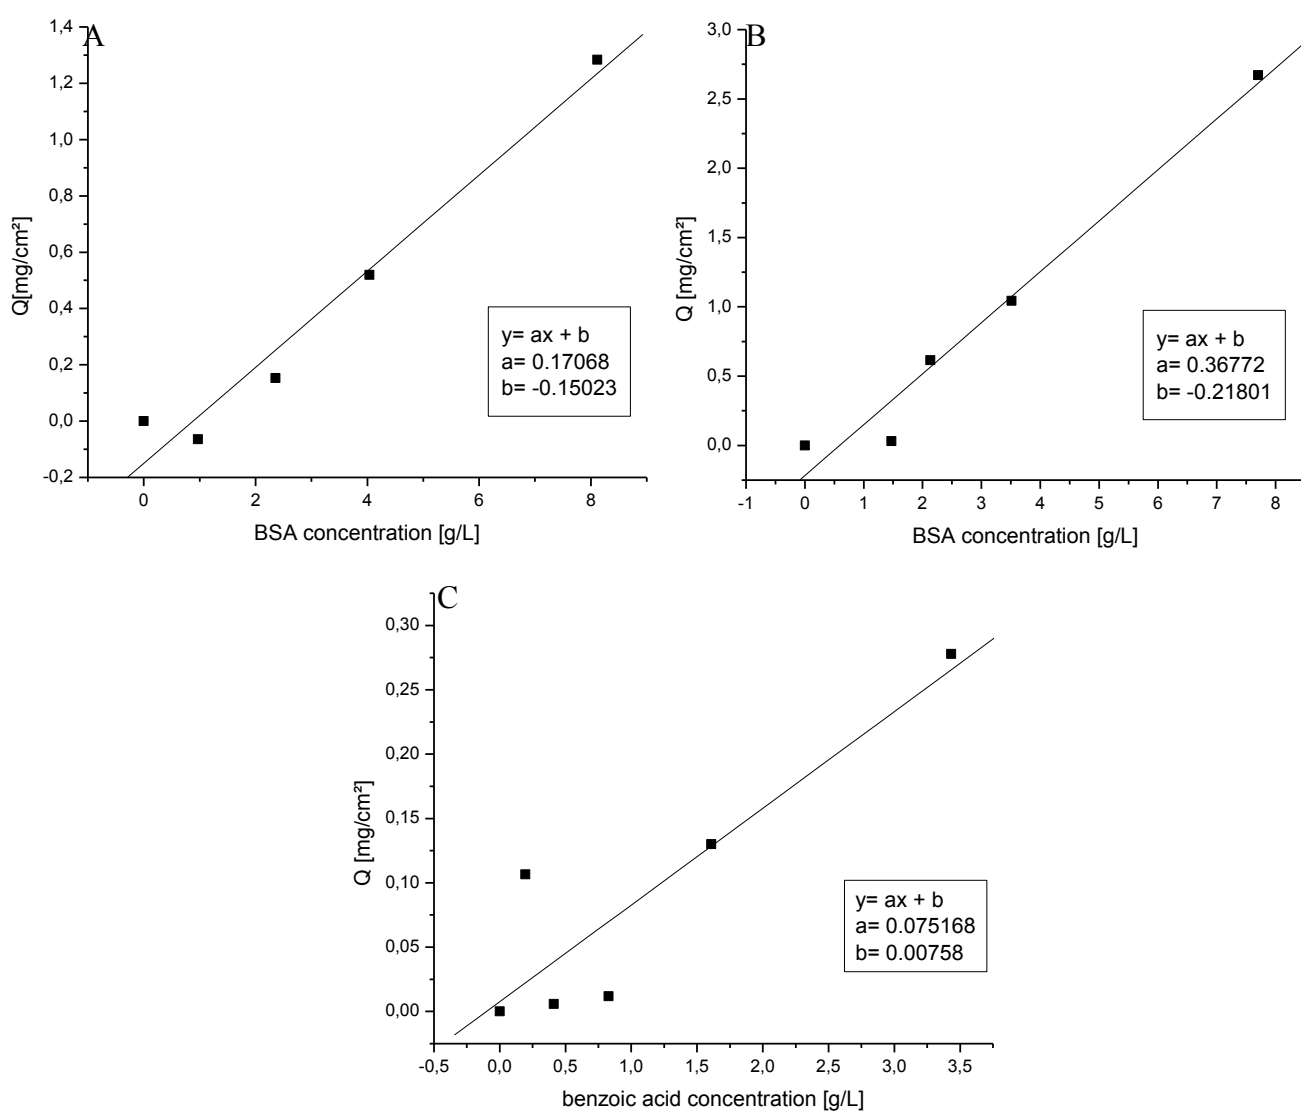 A
1,4
1,2
1,0
0,8
0,6
0,4
0,2
0,0
-0,2
Q[mg/cm²]
0
2
4
6
8
BSA concentration [g/L]
y= ax + b
a= 0.17068
b= -0.15023
B
3,0
2,5
2,0
1,5
1,0
0,5
0,0
Q [mg/cm²]
-1
0
1
2
3
4
5
6
7
8
BSA concentration [g/L]
y= ax + b
a= 0.36772
b= -0.21801
C
0,30
0,25
0,20
0,15
0,10
0,05
0,00
Q [mg/cm²]
-0,5
0,0
0,5
1,0
1,5
2,0
2,5
3,0
3,5
benzoic acid concentration [g/L]
y= ax + b
a= 0.075168
b= 0.00758